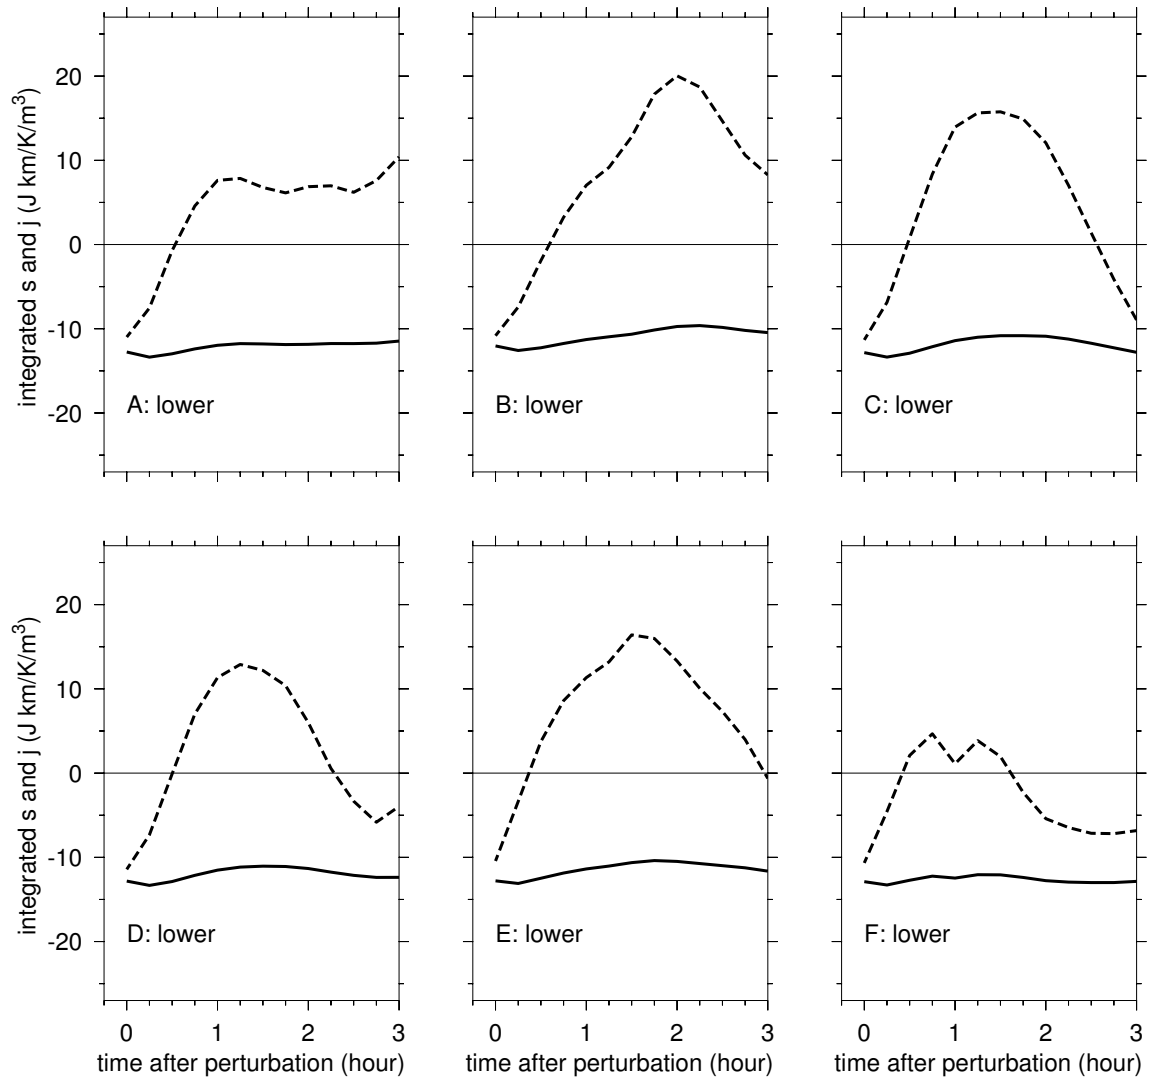 integrated s and j (J km/K/m³)
20
10
0
-10
-20
A: lower
B: lower
C: lower
integrated s and j (J km/K/m³)
20
10
0
-10
-20
D: lower
E: lower
F: lower
0 1 2 3
0 1 2 3
0 1 2 3
time after perturbation (hour)
time after perturbation (hour)
time after perturbation (hour)